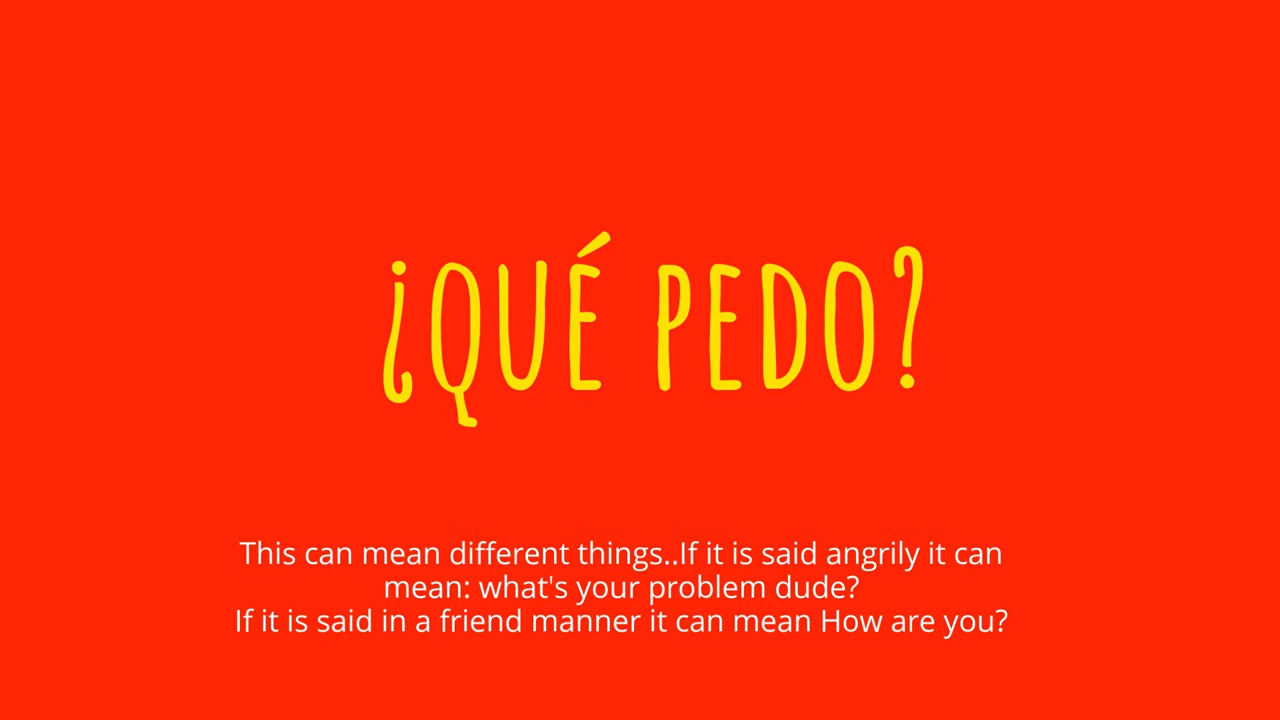 ¿QUÉ PEDO?
This can mean different things..If it is said angrily it can
mean: what's your problem dude?
If it is said in a friend manner it can mean How are you?